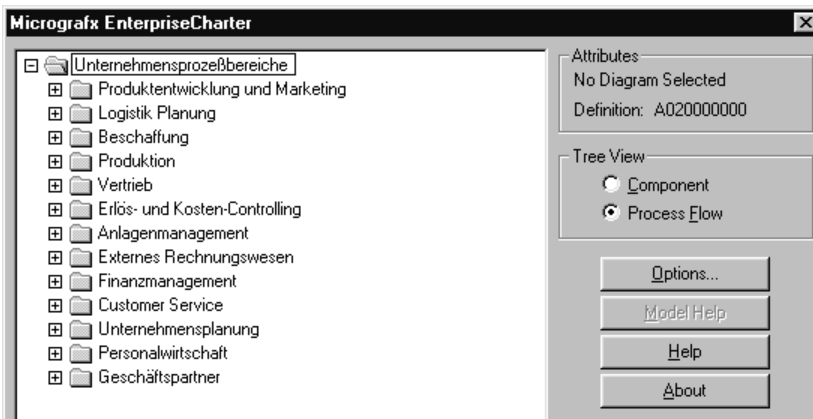 Micrografx EnterpriseCharter
Unternehmensprozeßbereiche
Produktentwicklung und Marketing
Logistik Planung
Beschaffung
Produktion
Vertrieb
Erlös- und Kosten-Controlling
Anlagenmanagement
Externes Rechnungswesen
Finanzmanagement
Customer Service
Unternehmensplanung
Personalwirtschaft
Geschäftspartner
Attributes
No Diagram Selected
Definition: A020000000
Tree View
Component
Process Flow
Options...
Model Help
Help
About